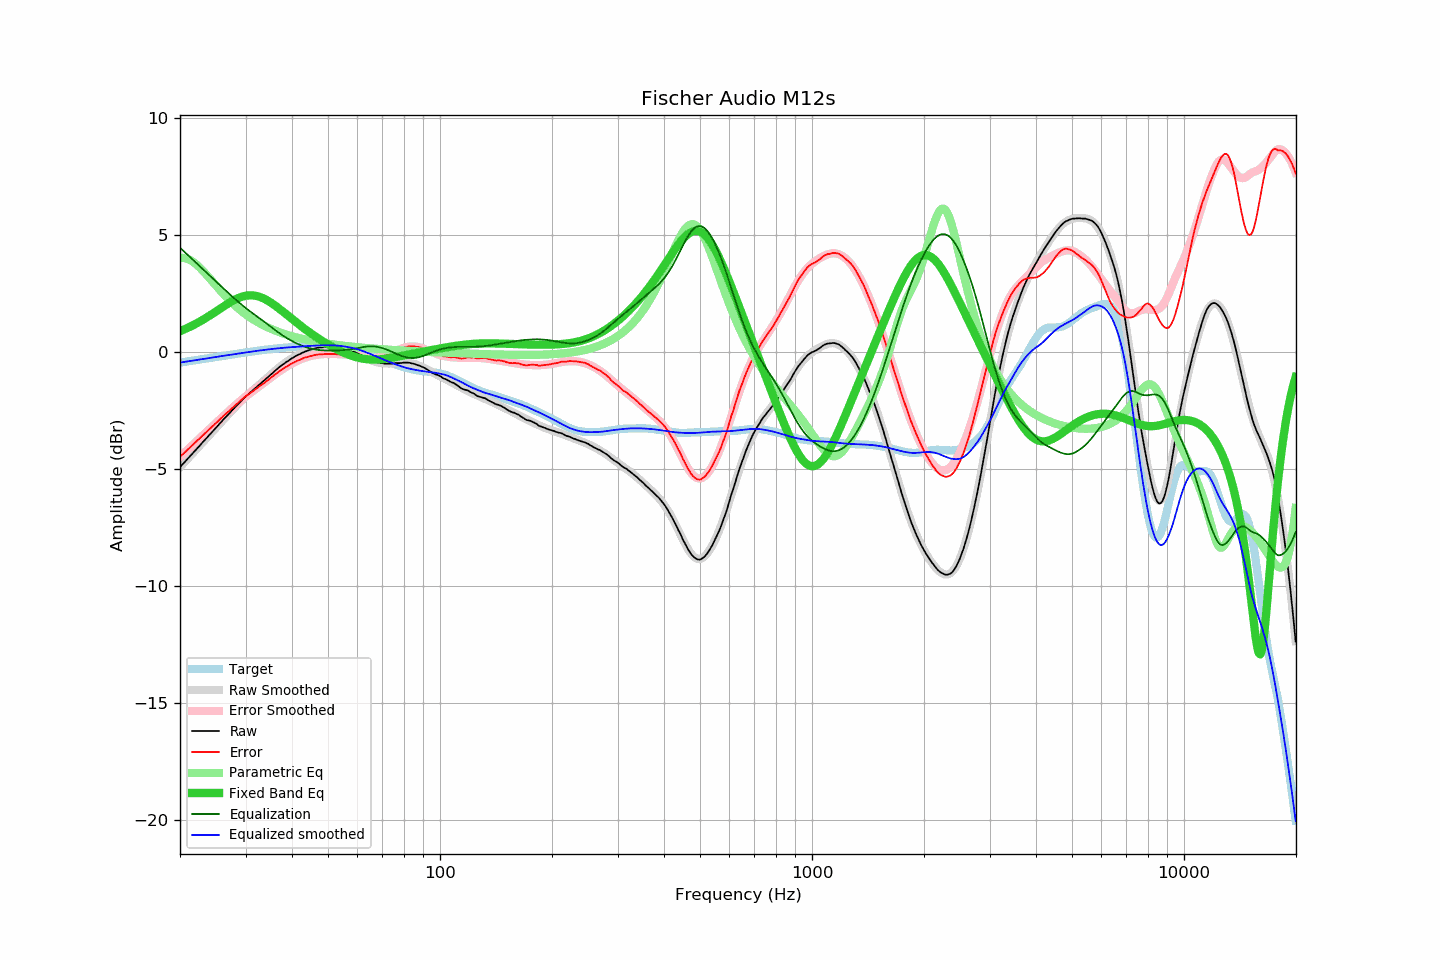 Fischer Audio M12s
10
5
0
−5
−10
−15
−20
Amplitude (dBr)
Target
Raw Smoothed
Error Smoothed
Raw
Error
Parametric Eq
Fixed Band Eq
Equalization
Equalized smoothed
100 1000 10000
Frequency (Hz)